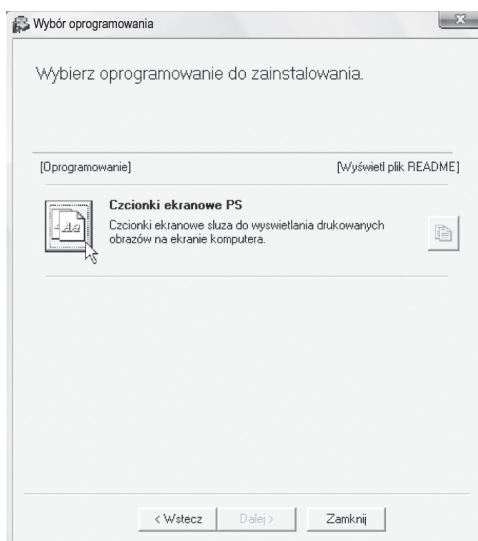 Wybór oprogramowania
Wybierz oprogramowanie do zainstalowania.
[Oprogramowanie] [Wyświetl plik README]
Czcionki ekranowe PS
Czcionki ekranowe sluza do wyswietlania drukowanych
obrazów na ekranie komputera.
< Wstecz Dalej > Zamknij